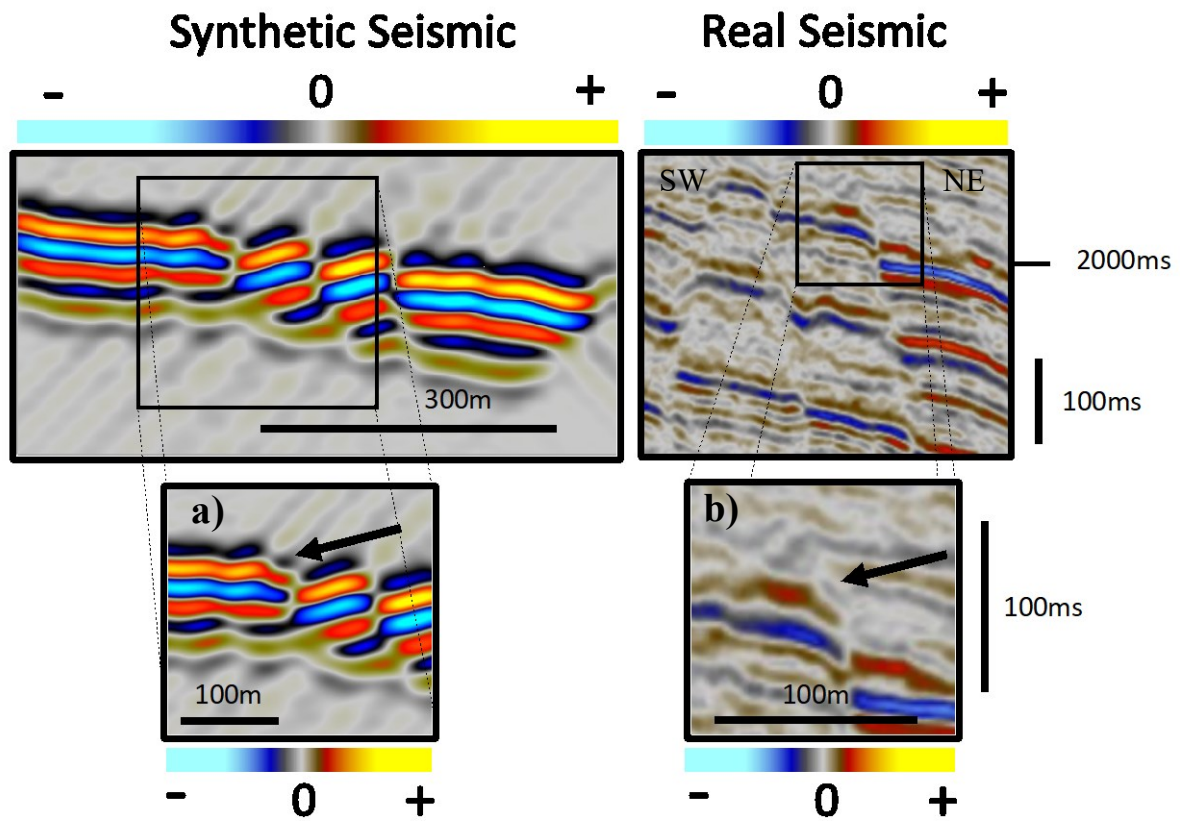 Synthetic Seismic
Real Seismic
- 0 +
- 0 +
SW NE
2000ms
300m
100ms
a)
100m
b)
100m
100ms
- 0 +
- 0 +